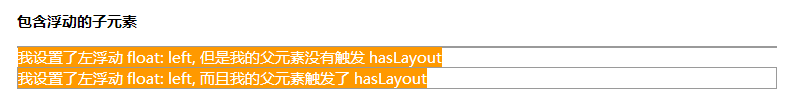 包含浮动的子元素
我设置了左浮动 float: left, 但是我的父元素没有触发 hasLayout
我设置了左浮动 float: left, 而且我的父元素触发了 hasLayout